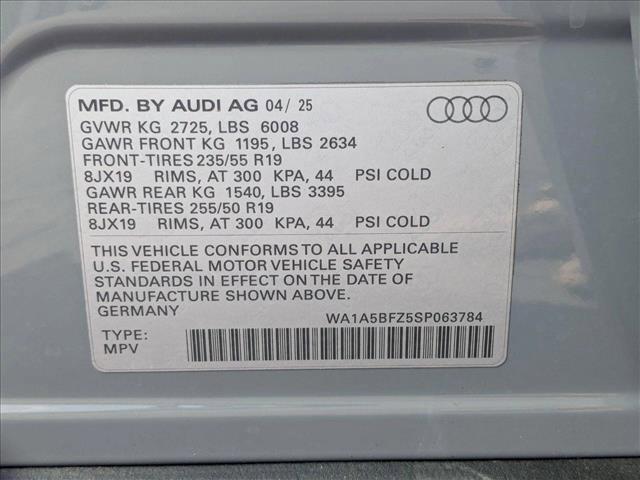 MFD. BY AUDI AG 04/ 25
GVWR KG 2725, LBS 6008
GAWR FRONT KG 1195, LBS 2634
FRONT-TIRES 235/55 R19
8JX19 RIMS, AT 300 KPA, 44 PSI COLD
GAWR REAR KG 1540, LBS 3395
REAR-TIRES 255/50 R19
8JX19 RIMS, AT 300 KPA, 44 PSI COLD
THIS VEHICLE CONFORMS TO ALL APPLICABLE
U.S. FEDERAL MOTOR VEHICLE SAFETY
STANDARDS IN EFFECT ON THE DATE OF
MANUFACTURE SHOWN ABOVE.
GERMANY WA1A5BFZ5SP063784
TYPE:
MPV